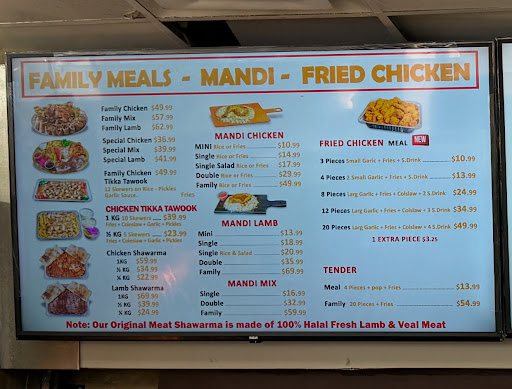 FAMILY MEALS - MANDI - FRIED CHICKEN
Family Chicken $49.99
Family Mix $57.99
Family Lamb $62.99
Special Chicken $36.99
Special Mix $39.99
Special Lamb $41.99
Family Chicken $49.99
Tikka Tawook
12 Skewers on Rice - Pickles
Garlic Sauce Fries
CHICKEN TIKKA TAWOOK
1 KG 10 Skewers ..... $39.99
Fries + Coleslaw + Garlic + Pickles
½ KG 5 Skewers ..... $23.99
Fries + Coleslaw + Garlic + Pickles
Chicken Shawarma
1KG $59.99
½ KG $34.99
¼ KG $22.99
Lamb Shawarma
1KG $69.99
½ KG $39.99
¼ KG $24.99
MANDI CHICKEN
MINI Rice or Fries $10.99
Single Rice or Fries $14.99
Single Salad Rice or Fries $17.99
Double Rice or Fries $29.99
Family Rice or Fries $49.99
MANDI LAMB
Mini $13.99
Single $18.99
Single Rice & Salad $20.99
Double $35.99
Family $69.99
MANDI MIX
Single $16.99
Double $32.99
Family $59.99
FRIED CHICKEN MEAL NEW
3 Pieces Small Garlic + Fries + S.Drink $10.99
4 Pieces 2 Small Garlic + Fries + S.Drink $13.99
8 Pieces Larg Garlic + Fries + Colslaw + 2 S.Drink $24.99
12 Pieces Larg Garlic + Fries + Colslaw + 3 S.Drink $34.99
20 Pieces Larg Garlic + Fries + Colslaw + 4 S.Drink $49.99
1 EXTRA PIECE $3.25
TENDER
Meal 4 Pieces + pop + Fries $13.99
Family 20 Pieces + Fries $54.99
Note: Our Original Meat Shawarma is made of 100% Halal Fresh Lamb & Veal Meat
RCA